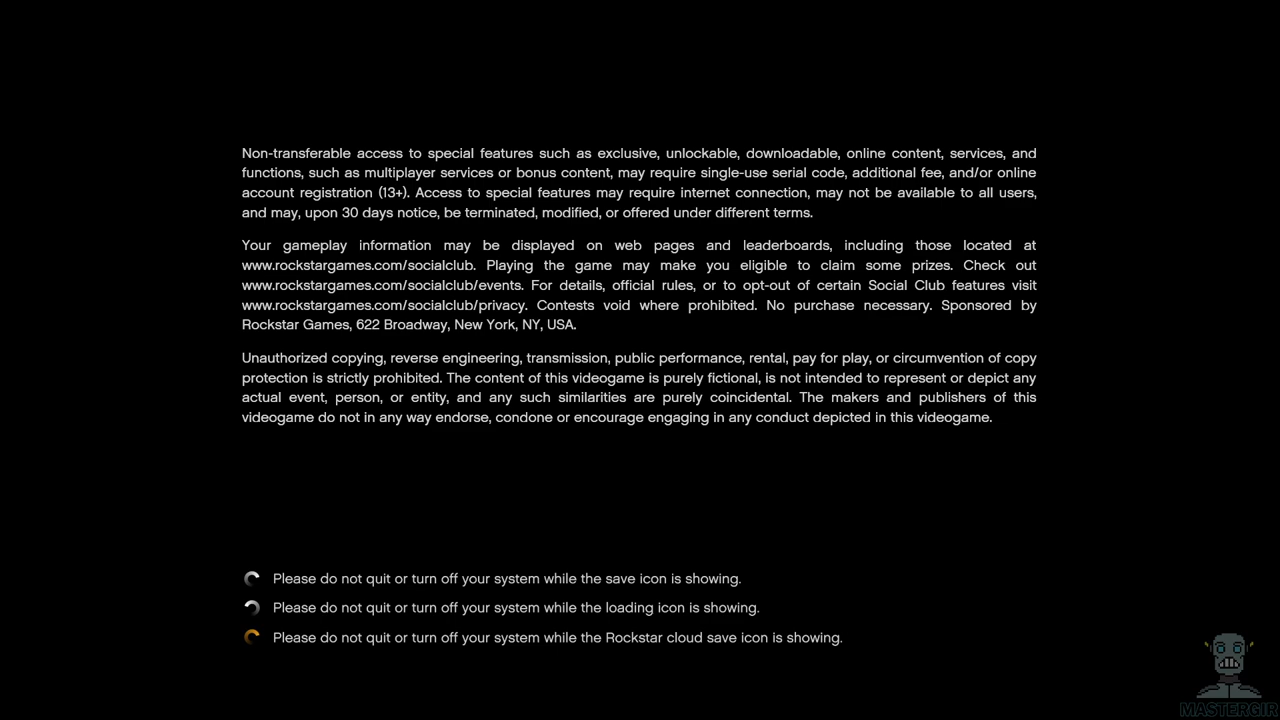 Non-transferable access to special features such as exclusive, unlockable, downloadable, online content, services, and
functions, such as multiplayer services or bonus content, may require single-use serial code, additional fee, and/or online
account registration (13+). Access to special features may require internet connection, may not be available to all users,
and may, upon 30 days notice, be terminated, modified, or offered under different terms.
Your gameplay information may be displayed on web pages and leaderboards, including those located at
www.rockstargames.com/socialclub. Playing the game may make you eligible to claim some prizes. Check out
www.rockstargames.com/socialclub/events. For details, official rules, or to opt-out of certain Social Club features visit
www.rockstargames.com/socialclub/privacy. Contests void where prohibited. No purchase necessary. Sponsored by
Rockstar Games, 622 Broadway, New York, NY, USA.
Unauthorized copying, reverse engineering, transmission, public performance, rental, pay for play, or circumvention of copy
protection is strictly prohibited. The content of this videogame is purely fictional, is not intended to represent or depict any
actual event, person, or entity, and any such similarities are purely coincidental. The makers and publishers of this
videogame do not in any way endorse, condone or encourage engaging in any conduct depicted in this videogame.
Please do not quit or turn off your system while the save icon is showing.
Please do not quit or turn off your system while the loading icon is showing.
Please do not quit or turn off your system while the Rockstar cloud save icon is showing.
MASTERGIR